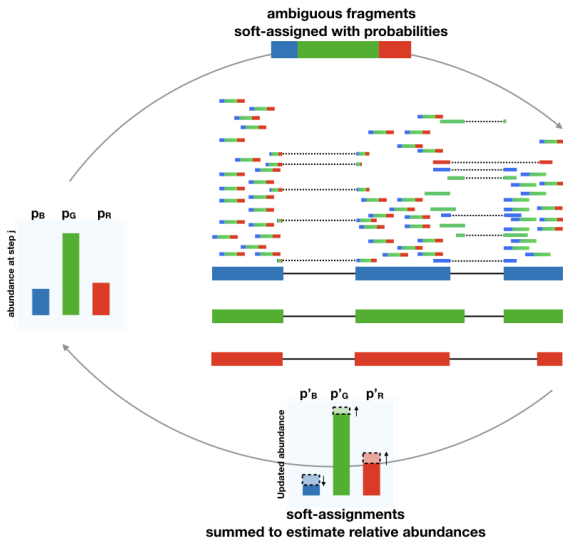 ambiguous fragments
soft-assigned with probabilities
pB pG pR
abundance at step j
p'B p'G p'R
Updated abundance
soft-assignments
summed to estimate relative abundances